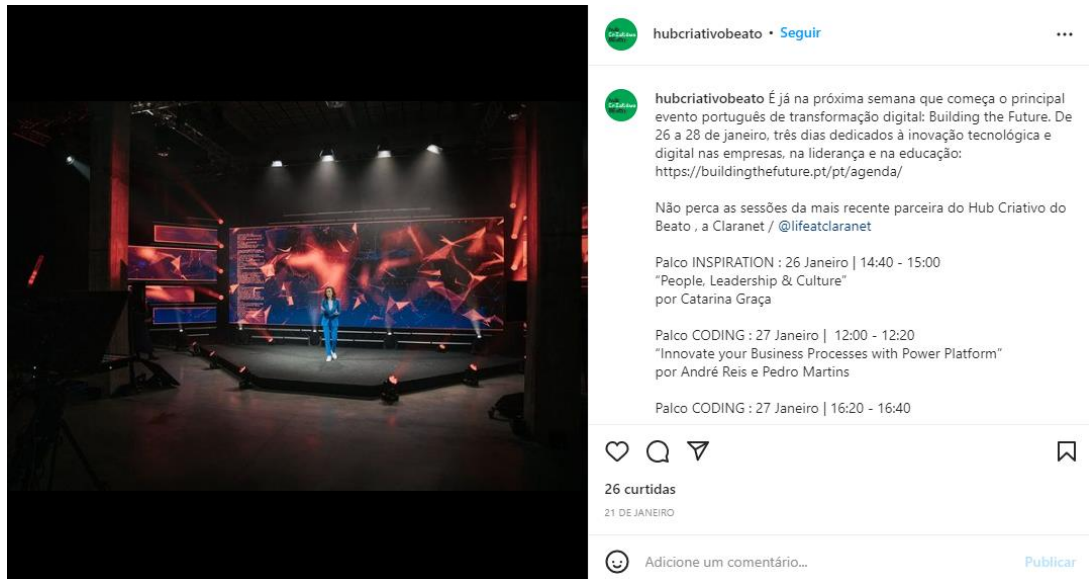 hubcriativobeato • Seguir
hubcriativobeato É já na próxima semana que começa o principal
evento português de transformação digital: Building the Future. De
26 a 28 de janeiro, três dias dedicados à inovação tecnológica e
digital nas empresas, na liderança e na educação:
https://buildingthefuture.pt/pt/agenda/
Não perca as sessões da mais recente parceira do Hub Criativo do
Beato , a Claranet / @lifeatclaranet
Palco INSPIRATION : 26 Janeiro | 14:40 - 15:00
"People, Leadership & Culture"
por Catarina Graça
Palco CODING : 27 Janeiro | 12:00 - 12:20
"Innovate your Business Processes with Power Platform"
por André Reis e Pedro Martins
Palco CODING : 27 Janeiro | 16:20 - 16:40
26 curtidas
21 DE JANEIRO
Adicione um comentário...
Publicar